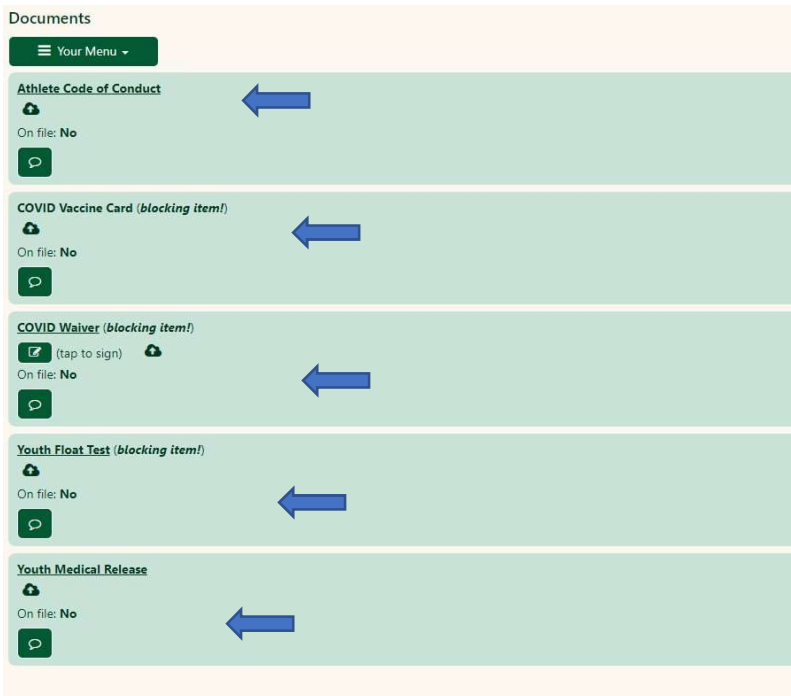 Documents
Your Menu
Athlete Code of Conduct
On file: No
COVID Vaccine Card (blocking item!)
On file: No
COVID Waiver (blocking item!)
(tap to sign)
On file: No
Youth Float Test (blocking item!)
On file: No
Youth Medical Release
On file: No